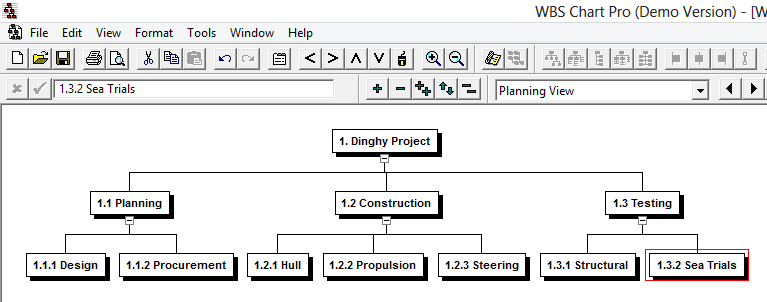 WBS Chart Pro (Demo Version) - [W
File Edit View Format Tools Window Help
1.3.2 Sea Trials
Planning View
1. Dinghy Project
1.1 Planning
1.2 Construction
1.3 Testing
1.1.1 Design
1.1.2 Procurement
1.2.1 Hull
1.2.2 Propulsion
1.2.3 Steering
1.3.1 Structural
1.3.2 Sea Trials